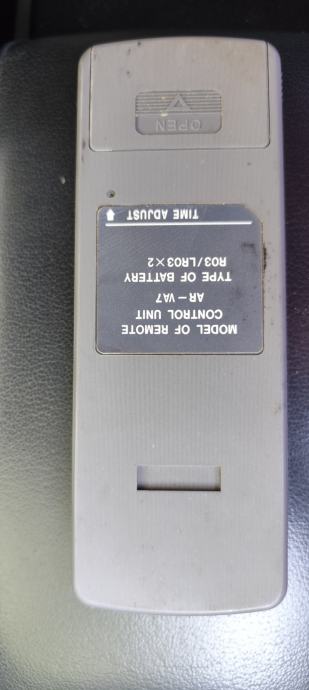 MODEL OF REMOTE
CONTROL UNIT
AR-VA7
TYPE OF BATTERY
R03/LR03×2
TIME ADJUST
OPEN